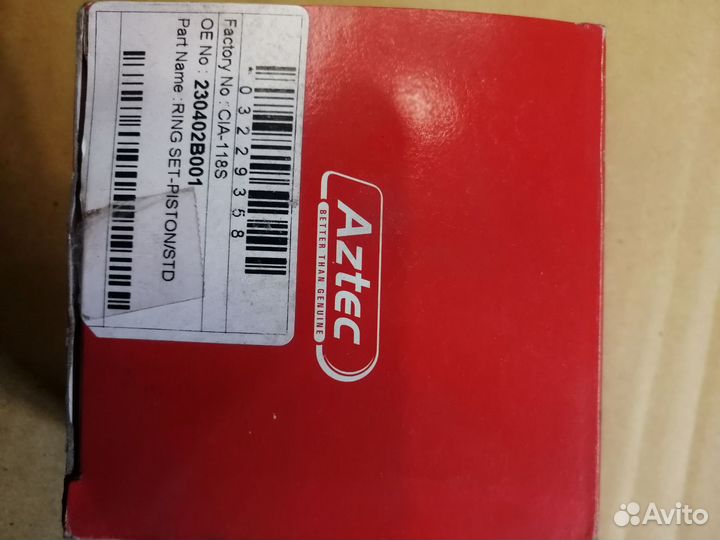 * 0 3 2 2 9 3 5 8
Factory No : CIA-118S
OE No : 230402B001
Part Name : RING SET-PISTON/STD
Aztec
BETTER THAN GENUINE
Avito